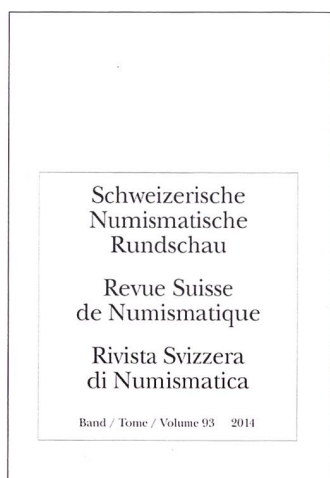 Schweizerische
Numismatische
Rundschau
Revue Suisse
de Numismatique
Rivista Svizzera
di Numismatica
Band / Tome / Volume 93 2014